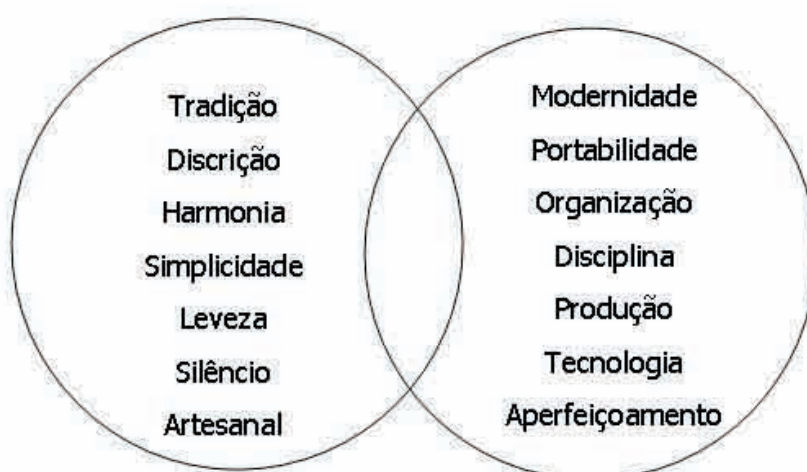 Tradição
Discrição
Harmonia
Simplicidade
Leveza
Silêncio
Artesanal
Modernidade
Portabilidade
Organização
Disciplina
Produção
Tecnologia
Aperfeiçoamento